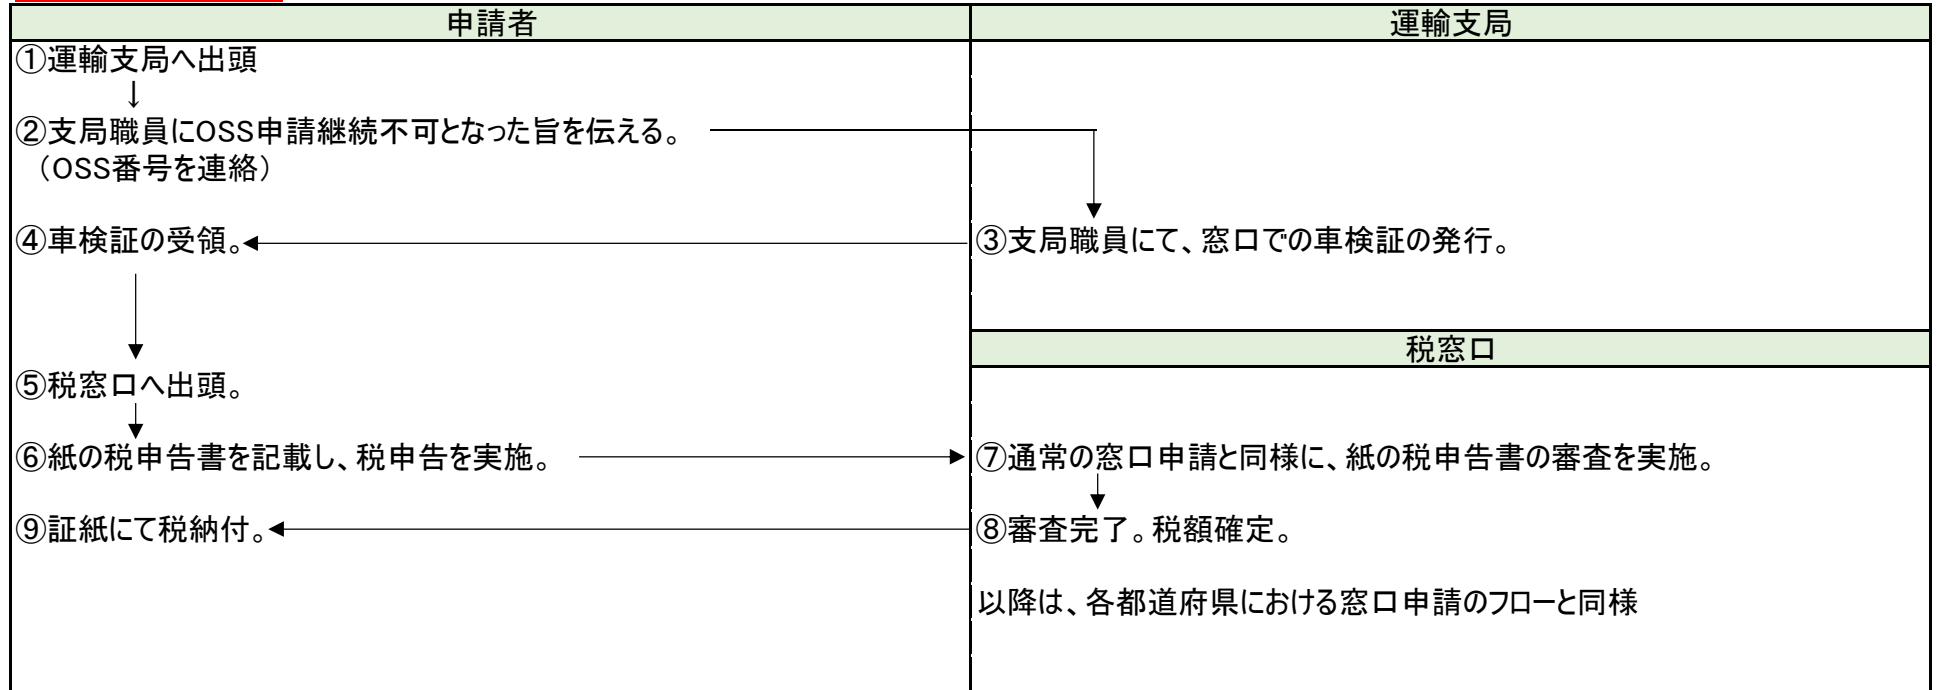 申請者
運輸支局
①運輸支局へ出頭
↓
②支局職員にOSS申請継続不可となった旨を伝える。
（OSS番号を連絡）
④車検証の受領。
③支局職員にて、窓口での車検証の発行。
税窓口
⑤税窓口へ出頭。
⑥紙の税申告書を記載し、税申告を実施。
⑦通常の窓口申請と同様に、紙の税申告書の審査を実施。
⑨証紙にて税納付。
⑧審査完了。税額確定。
以降は、各都道府県における窓口申請のフローと同様